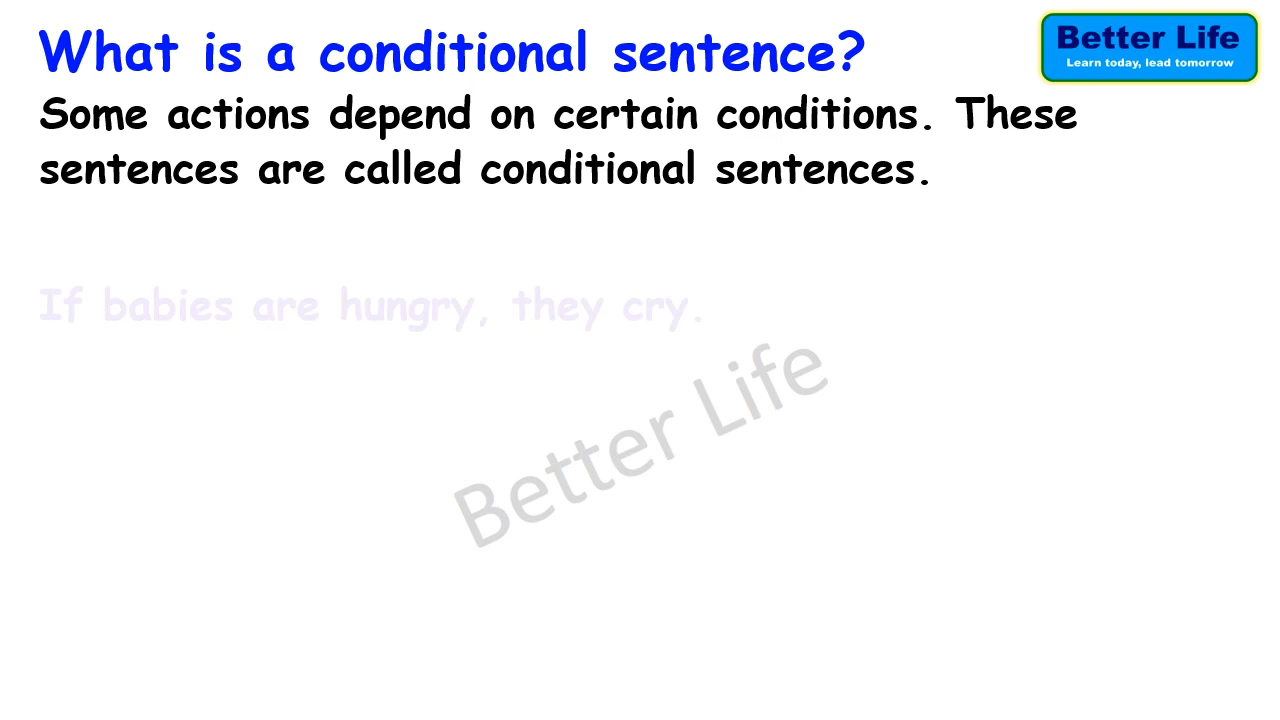 What is a conditional sentence?
Better Life
Learn today, lead tomorrow
Some actions depend on certain conditions. These
sentences are called conditional sentences.
If babies are hungry, they cry.
Better Life